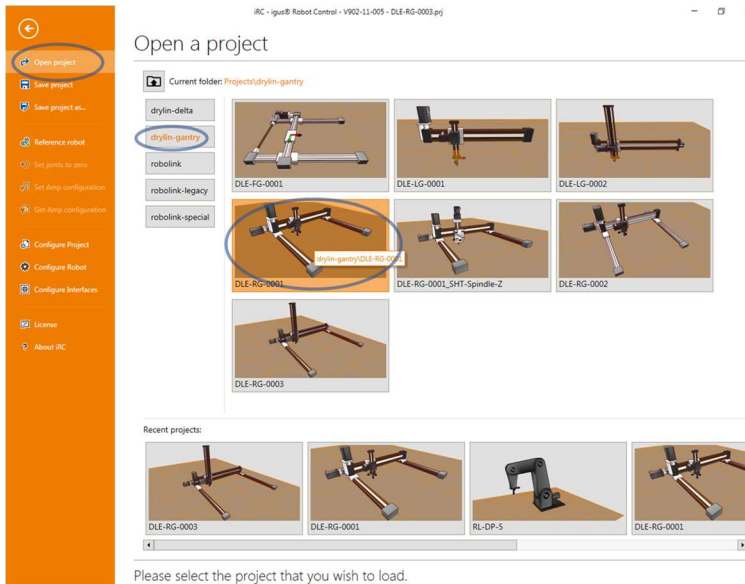 iRC - igus® Robot Control - V902-11-005 - DLE-RG-0003.prj
Open project
Save project
Save project as...
Reference robot
Set joints to zero
Set Amp configuration
Get Amp configuration
Configure Project
Configure Robot
Configure Interfaces
License
About iRC
Open a project
Current folder: Projects\drylin-gantry
drylin-delta
drylin-gantry
robolink
robolink-legacy
robolink-special
DLE-FG-0001
DLE-LG-0001
DLE-LG-0002
drylin-gantry\DLE-RG-0001
DLE-RG-0001
DLE-RG-0001_SHT-Spindle-Z
DLE-RG-0002
DLE-RG-0003
Recent projects:
DLE-RG-0003
DLE-RG-0001
RL-DP-5
DLE-RG-0001
Please select the project that you wish to load.